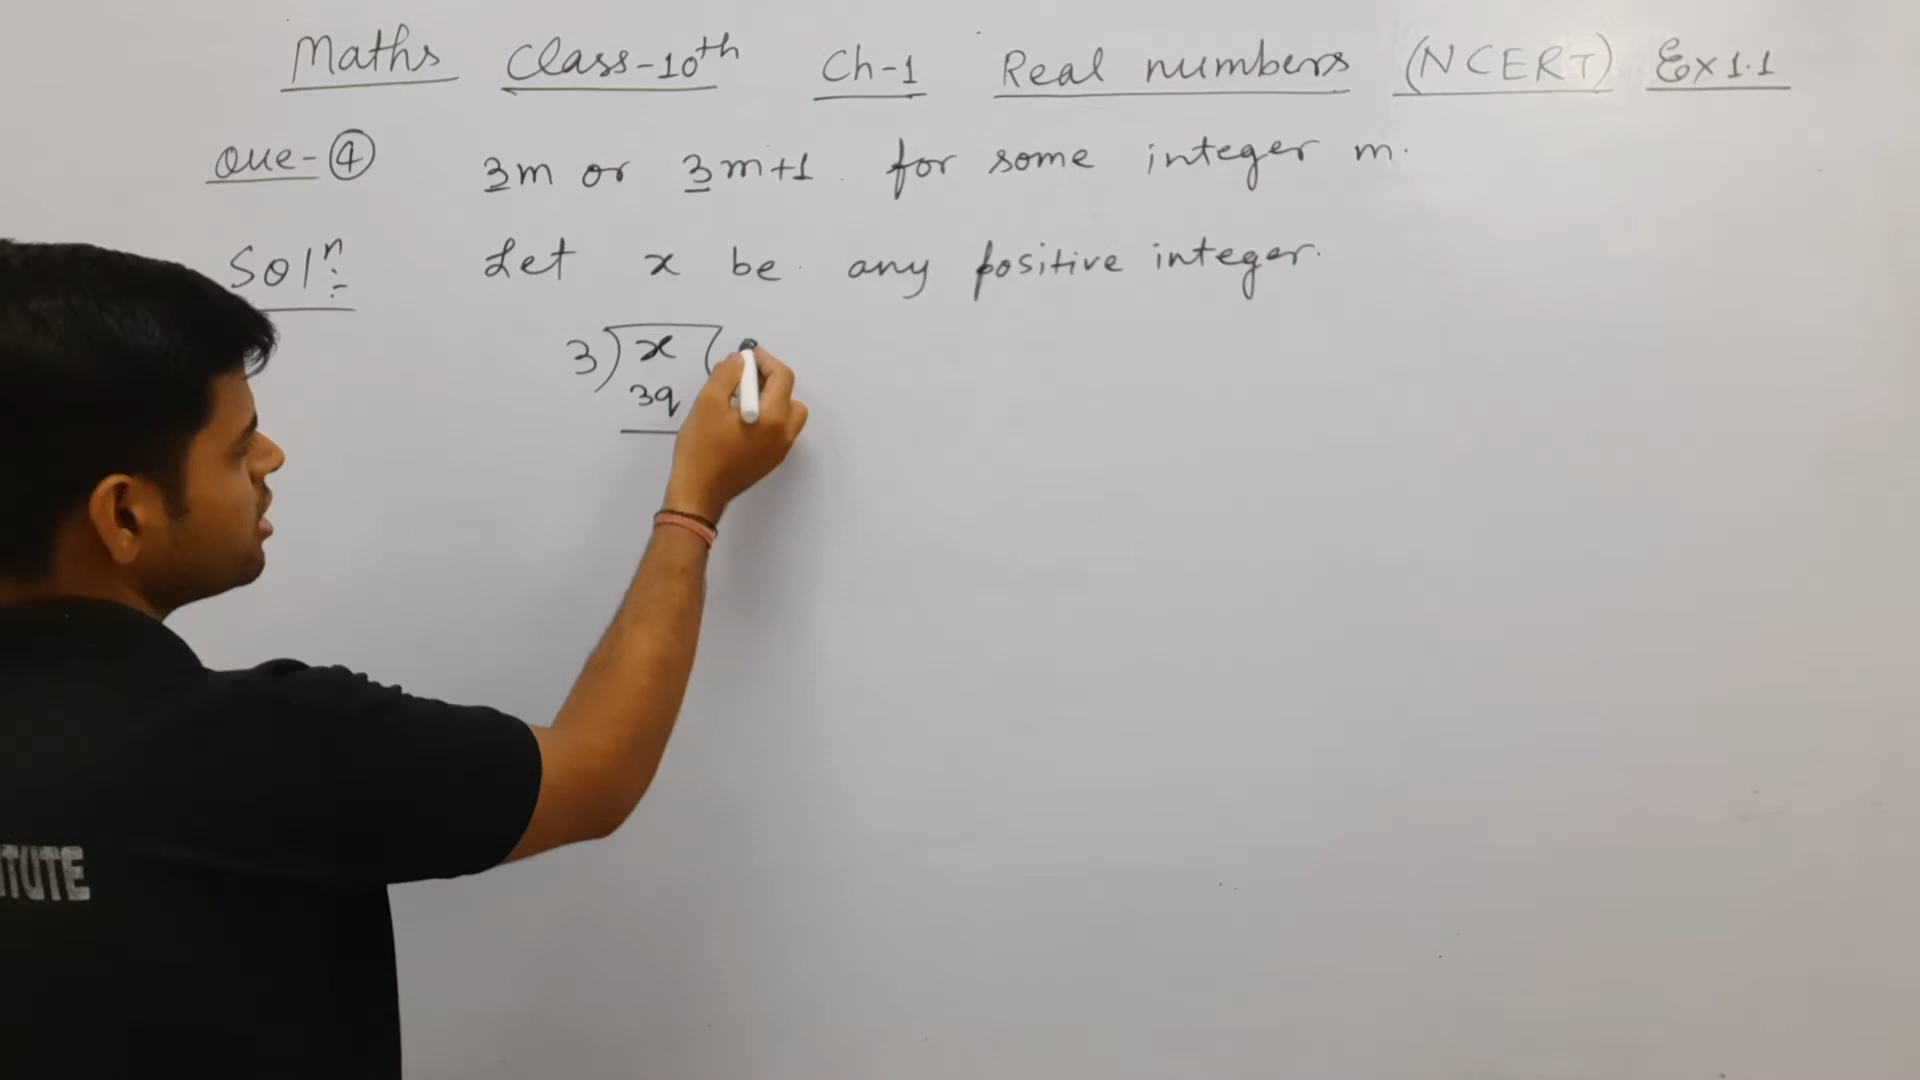 Maths Class-10th Ch-1 Real numbers (NCERT) Ex 1.1
Que-④ 3m or 3m+1 for some integer m.
Solⁿ:- Let x be any positive integer.
3) x (
3q
TUTE